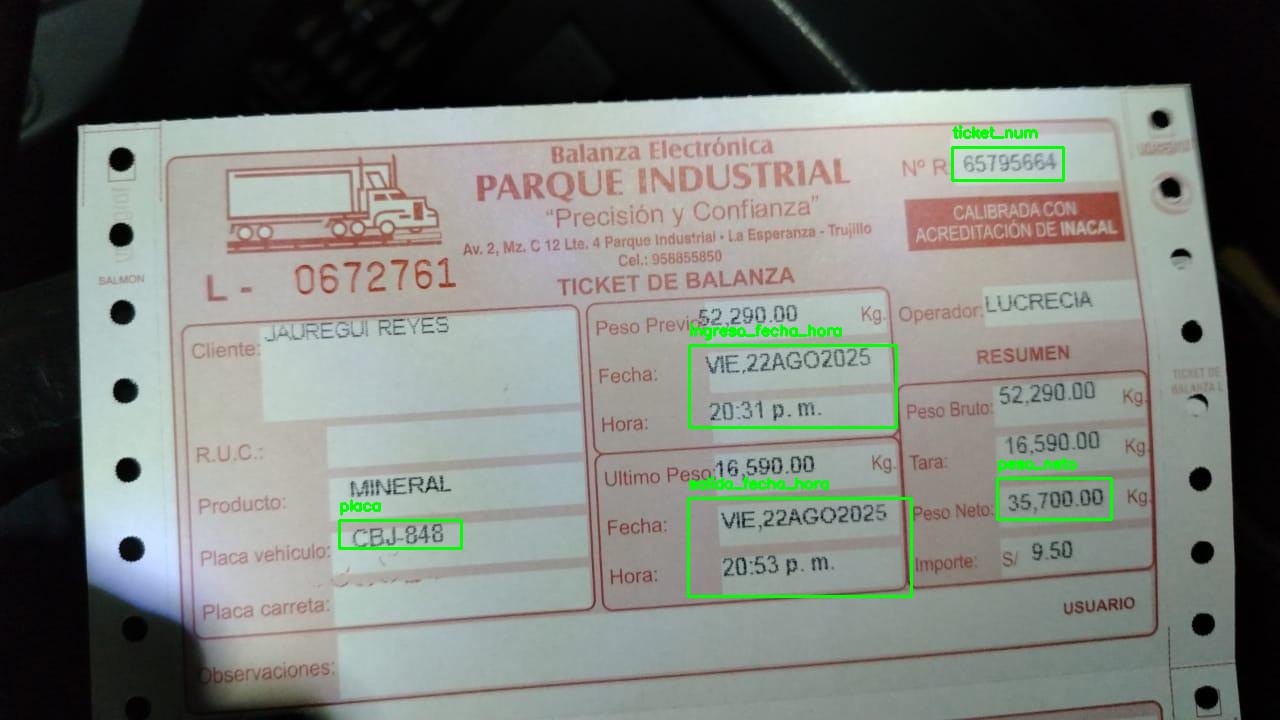 ticket_num
Balanza Electrónica
PARQUE INDUSTRIAL
"Precisión y Confianza"
Av. 2, Mz. C 12 Lte. 4 Parque Industrial - La Esperanza - Trujillo
Cel.: 958855850
Nº R 65795664
CALIBRADA CON
ACREDITACIÓN DE INACAL
SALMON
L - 0672761
TICKET DE BALANZA
Cliente: JAUREGUI REYES
R.U.C.:
Producto: MINERAL
placa
Placa vehículo: CBJ-848
Placa carreta:
Observaciones:
Peso Previo 52,290.00 Kg.
ingreso_fecha_hora
Fecha: VIE,22AGO2025
Hora: 20:31 p. m.
Ultimo Peso: 16,590.00 Kg.
salida_fecha_hora
Fecha: VIE,22AGO2025
Hora: 20:53 p. m.
Operador: LUCRECIA
RESUMEN
Peso Bruto: 52,290.00 Kg.
Tara: 16,590.00 Kg.
peso_neto
Peso Neto: 35,700.00 Kg.
Importe: S/ 9.50
USUARIO
TICKET DE
BALANZA L